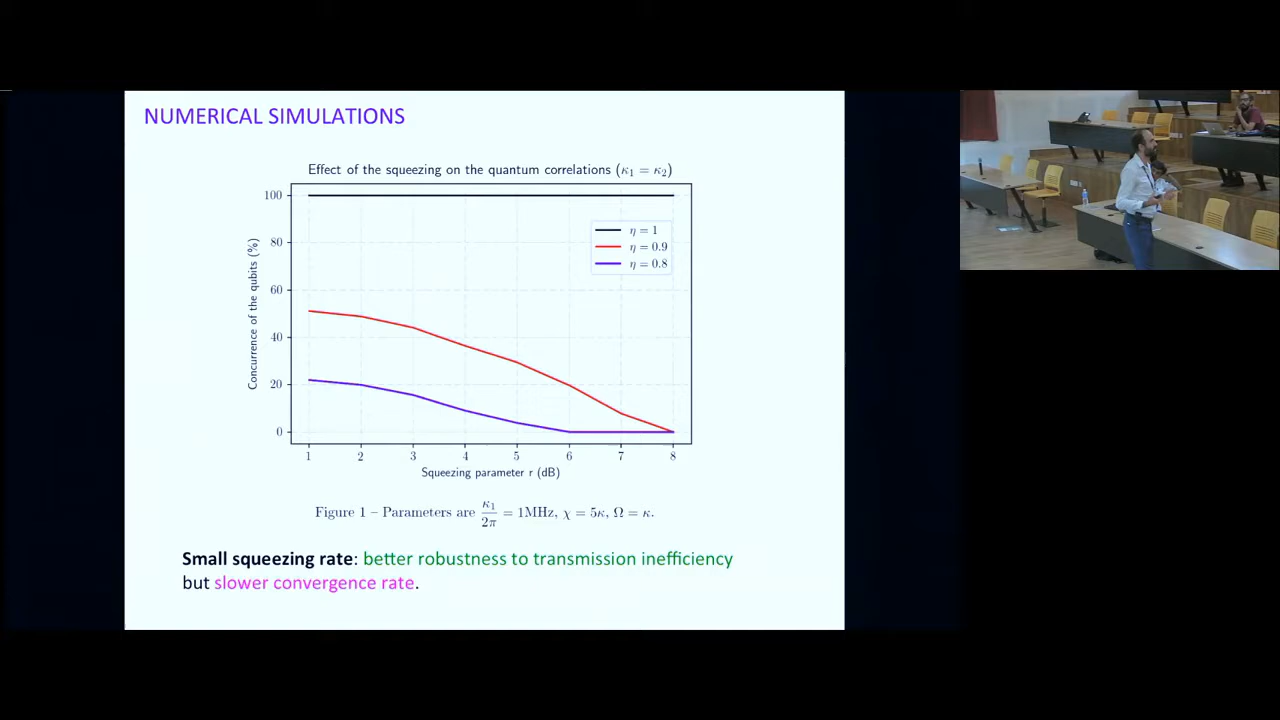 NUMERICAL SIMULATIONS
Effect of the squeezing on the quantum correlations (κ₁ = κ₂)
Concurrence of the qubits (%)
100
80
60
40
20
0
η = 1
η = 0.9
η = 0.8
1 2 3 4 5 6 7 8
Squeezing parameter r (dB)
Figure 1 – Parameters are κ₁/2π = 1MHz, χ = 5κ, Ω = κ.
Small squeezing rate: better robustness to transmission inefficiency
but slower convergence rate.